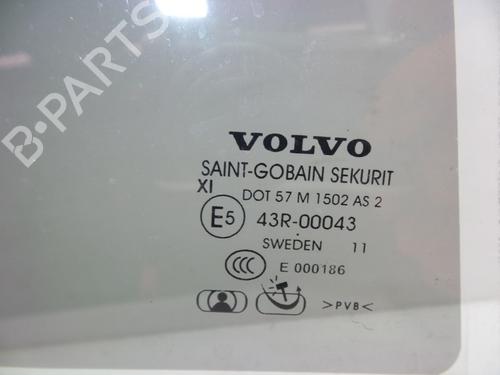 B-PARTS
VOLVO
SAINT-GOBAIN SEKURIT
XI
DOT 57 M 1502 AS 2
E5 43R-00043
SWEDEN 11
CCC E 000186
>PVB<